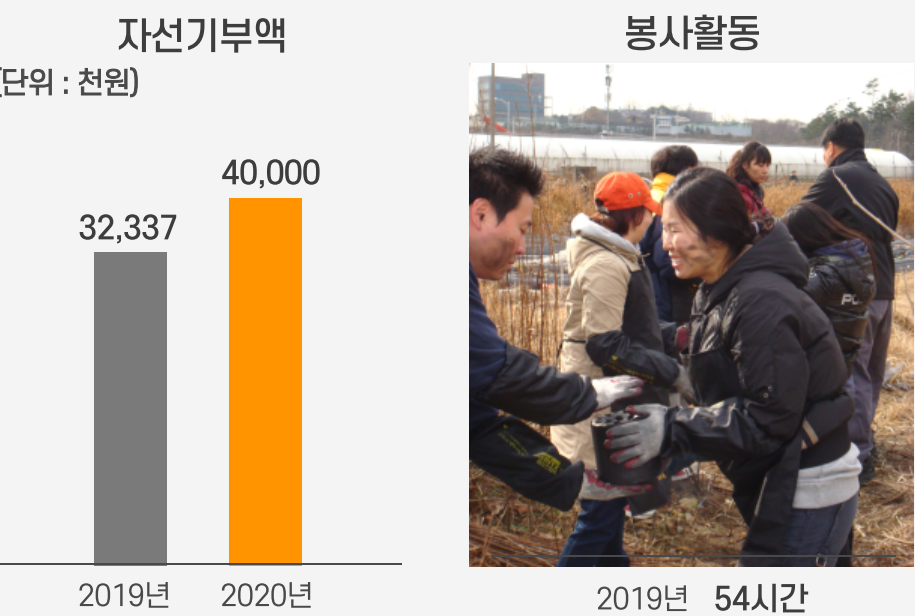 자선기부액
(단위 : 천원)
40,000
32,337
2019년
2020년
봉사활동
2019년 54시간